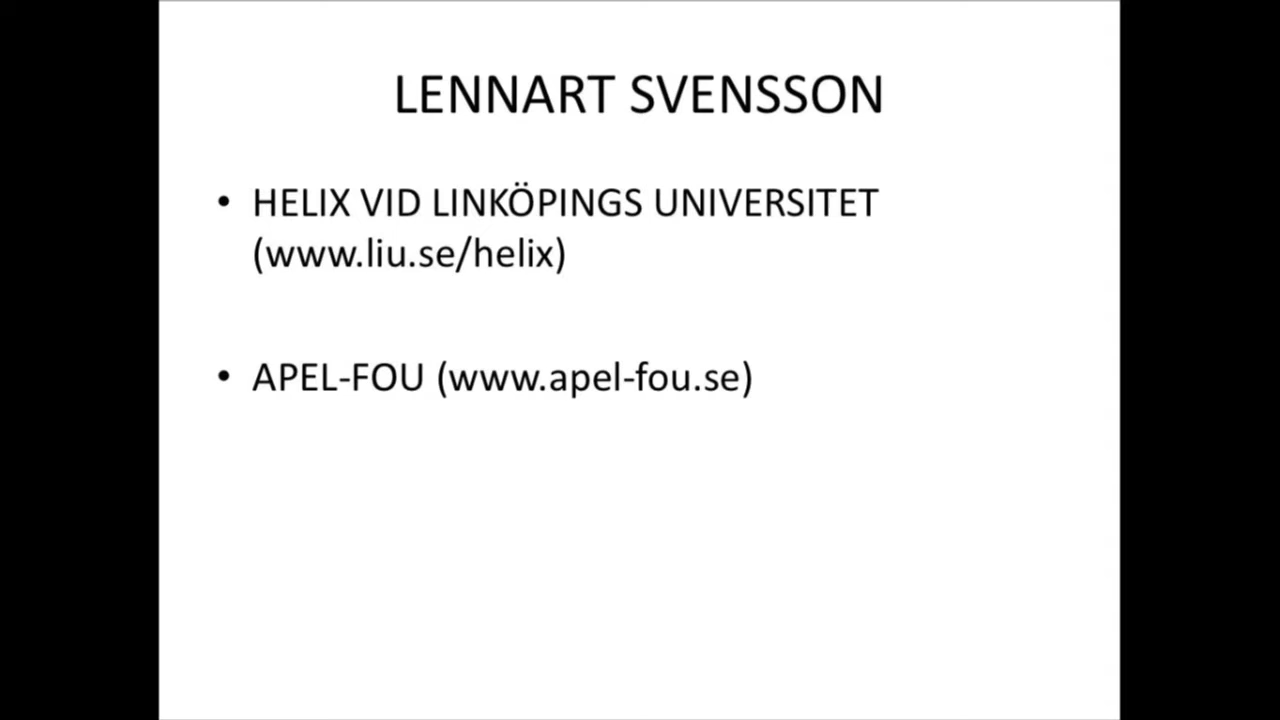 LENNART SVENSSON
• HELIX VID LINKÖPINGS UNIVERSITET
(www.liu.se/helix)
• APEL-FOU (www.apel-fou.se)